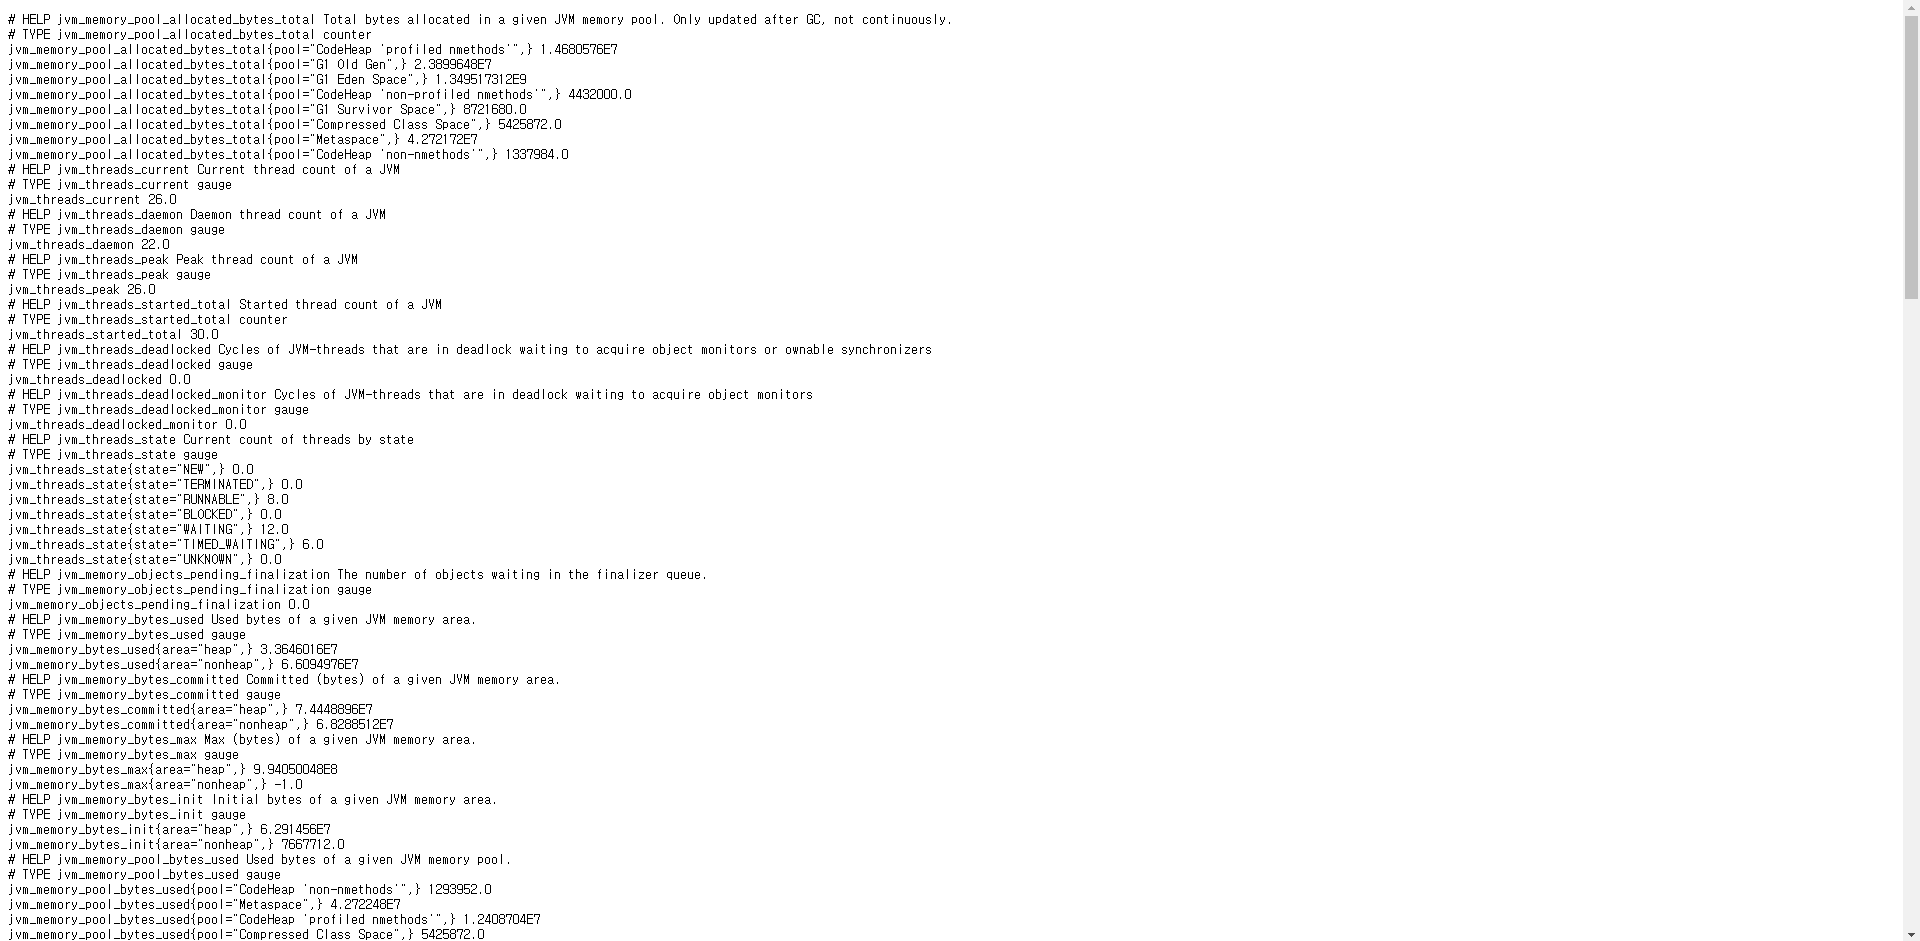 # HELP jvm_memory_pool_allocated_bytes_total Total bytes allocated in a given JVM memory pool. Only updated after GC, not continuously.
# TYPE jvm_memory_pool_allocated_bytes_total counter
jvm_memory_pool_allocated_bytes_total{pool="CodeHeap 'profiled nmethods'",} 1.4680576E7
jvm_memory_pool_allocated_bytes_total{pool="G1 Old Gen",} 2.3899648E7
jvm_memory_pool_allocated_bytes_total{pool="G1 Eden Space",} 1.349517312E9
jvm_memory_pool_allocated_bytes_total{pool="CodeHeap 'non-profiled nmethods'",} 4432000.0
jvm_memory_pool_allocated_bytes_total{pool="G1 Survivor Space",} 8721680.0
jvm_memory_pool_allocated_bytes_total{pool="Compressed Class Space",} 5425872.0
jvm_memory_pool_allocated_bytes_total{pool="Metaspace",} 4.272172E7
jvm_memory_pool_allocated_bytes_total{pool="CodeHeap 'non-nmethods'",} 1337984.0
# HELP jvm_threads_current Current thread count of a JVM
# TYPE jvm_threads_current gauge
jvm_threads_current 26.0
# HELP jvm_threads_daemon Daemon thread count of a JVM
# TYPE jvm_threads_daemon gauge
jvm_threads_daemon 22.0
# HELP jvm_threads_peak Peak thread count of a JVM
# TYPE jvm_threads_peak gauge
jvm_threads_peak 26.0
# HELP jvm_threads_started_total Started thread count of a JVM
# TYPE jvm_threads_started_total counter
jvm_threads_started_total 30.0
# HELP jvm_threads_deadlocked Cycles of JVM-threads that are in deadlock waiting to acquire object monitors or ownable synchronizers
# TYPE jvm_threads_deadlocked gauge
jvm_threads_deadlocked 0.0
# HELP jvm_threads_deadlocked_monitor Cycles of JVM-threads that are in deadlock waiting to acquire object monitors
# TYPE jvm_threads_deadlocked_monitor gauge
jvm_threads_deadlocked_monitor 0.0
# HELP jvm_threads_state Current count of threads by state
# TYPE jvm_threads_state gauge
jvm_threads_state{state="NEW",} 0.0
jvm_threads_state{state="TERMINATED",} 0.0
jvm_threads_state{state="RUNNABLE",} 8.0
jvm_threads_state{state="BLOCKED",} 0.0
jvm_threads_state{state="WAITING",} 12.0
jvm_threads_state{state="TIMED_WAITING",} 6.0
jvm_threads_state{state="UNKNOWN",} 0.0
# HELP jvm_memory_objects_pending_finalization The number of objects waiting in the finalizer queue.
# TYPE jvm_memory_objects_pending_finalization gauge
jvm_memory_objects_pending_finalization 0.0
# HELP jvm_memory_bytes_used Used bytes of a given JVM memory area.
# TYPE jvm_memory_bytes_used gauge
jvm_memory_bytes_used{area="heap",} 3.3646016E7
jvm_memory_bytes_used{area="nonheap",} 6.6094976E7
# HELP jvm_memory_bytes_committed Committed (bytes) of a given JVM memory area.
# TYPE jvm_memory_bytes_committed gauge
jvm_memory_bytes_committed{area="heap",} 7.4448896E7
jvm_memory_bytes_committed{area="nonheap",} 6.8288512E7
# HELP jvm_memory_bytes_max Max (bytes) of a given JVM memory area.
# TYPE jvm_memory_bytes_max gauge
jvm_memory_bytes_max{area="heap",} 9.94050048E8
jvm_memory_bytes_max{area="nonheap",} -1.0
# HELP jvm_memory_bytes_init Initial bytes of a given JVM memory area.
# TYPE jvm_memory_bytes_init gauge
jvm_memory_bytes_init{area="heap",} 6.291456E7
jvm_memory_bytes_init{area="nonheap",} 7667712.0
# HELP jvm_memory_pool_bytes_used Used bytes of a given JVM memory pool.
# TYPE jvm_memory_pool_bytes_used gauge
jvm_memory_pool_bytes_used{pool="CodeHeap 'non-nmethods'",} 1293952.0
jvm_memory_pool_bytes_used{pool="Metaspace",} 4.272248E7
jvm_memory_pool_bytes_used{pool="CodeHeap 'profiled nmethods'",} 1.2408704E7
jvm_memory_pool_bytes_used{pool="Compressed Class Space",} 5425872.0